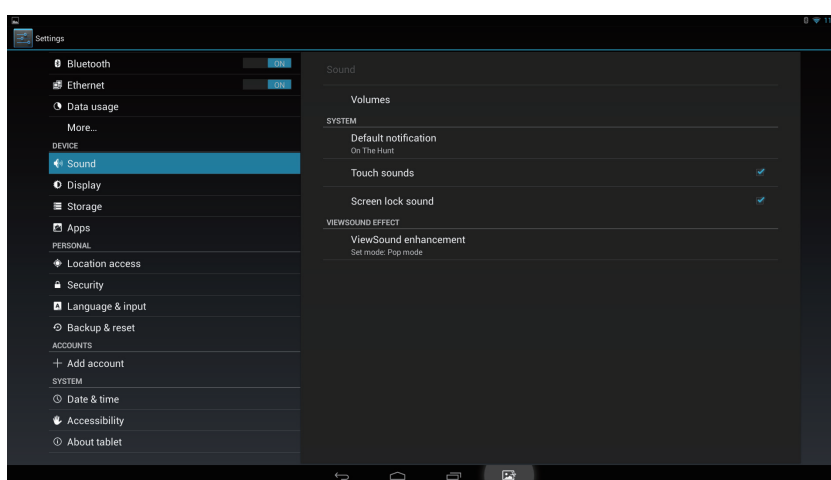 11
Settings
Bluetooth
ON
Ethernet
ON
Data usage
More...
DEVICE
Sound
Display
Storage
Apps
PERSONAL
Location access
Security
A Language & input
Backup & reset
ACCOUNTS
Add account
SYSTEM
Date & time
Accessibility
About tablet
Sound
Volumes
SYSTEM
Default notification
On The Hunt
Touch sounds
Screen lock sound
VIEWSOUND EFFECT
ViewSound enhancement
Set mode: Pop mode